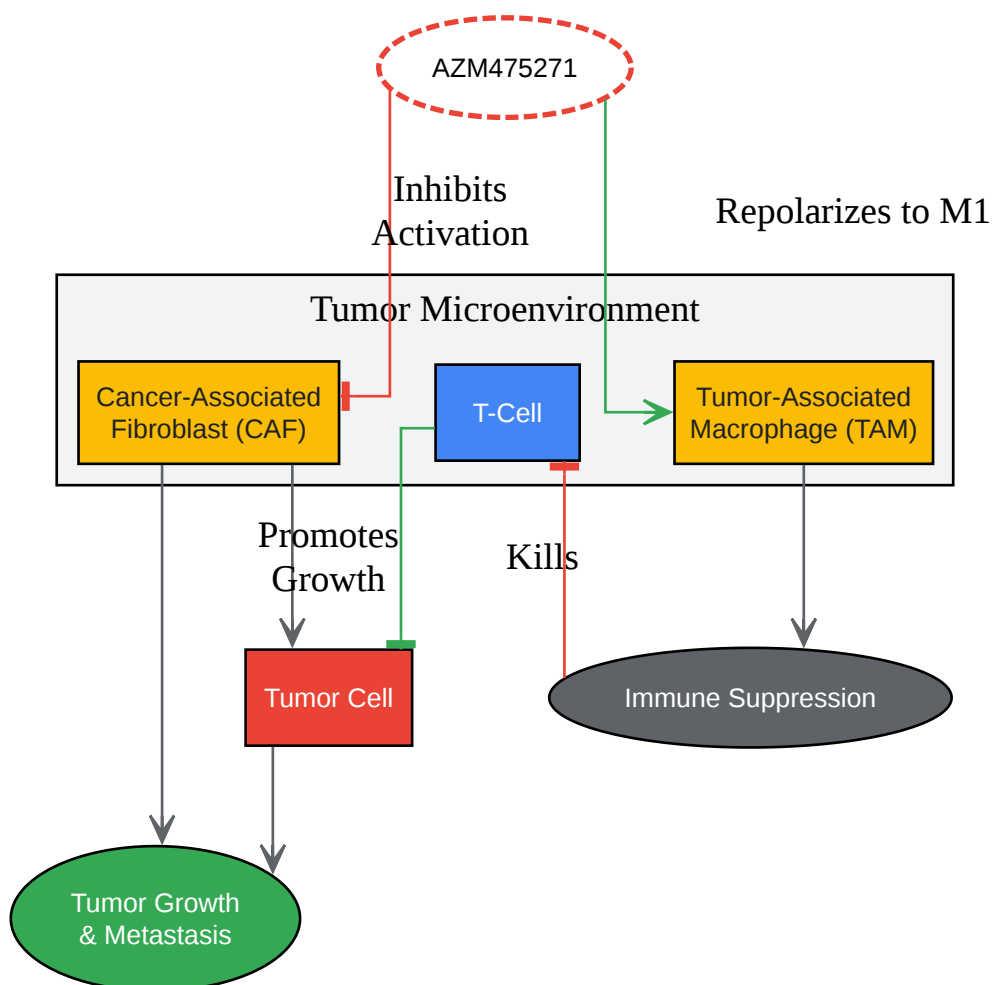 AZM475271
Inhibits
Activation
Repolarizes to M1
Tumor Microenvironment
Cancer-Associated
Fibroblast (CAF)
T-Cell
Tumor-Associated
Macrophage (TAM)
Promotes
Growth
Kills
Tumor Cell
Immune Suppression
Tumor Growth
& Metastasis